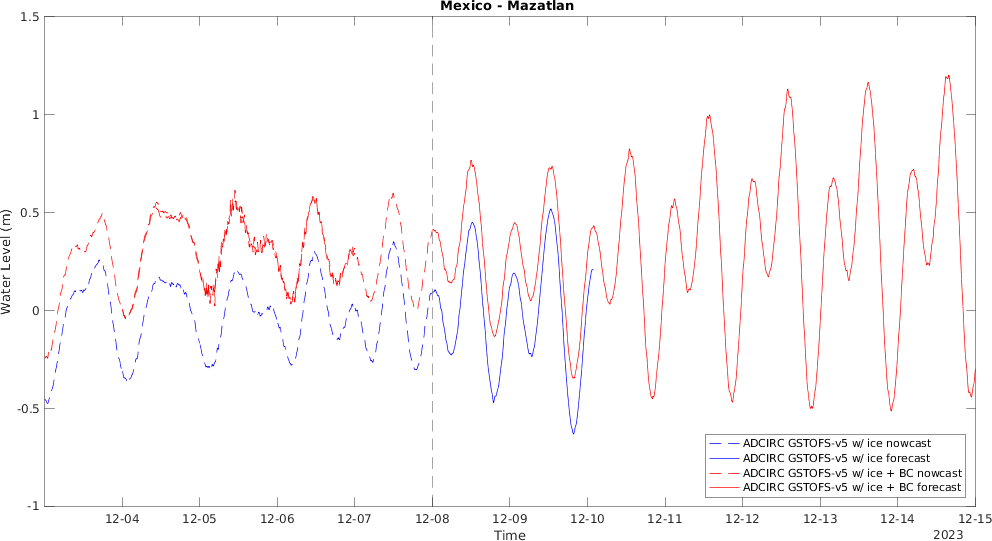 Mexico - Mazatlan
1.5
1
0.5
0
-0.5
-1
Water Level (m)
12-04
12-05
12-06
12-07
12-08
12-09
12-10
12-11
12-12
12-13
12-14
12-15
Time
2023
ADCIRC GSTOFS-v5 w/ ice nowcast
ADCIRC GSTOFS-v5 w/ ice forecast
ADCIRC GSTOFS-v5 w/ ice + BC nowcast
ADCIRC GSTOFS-v5 w/ ice + BC forecast